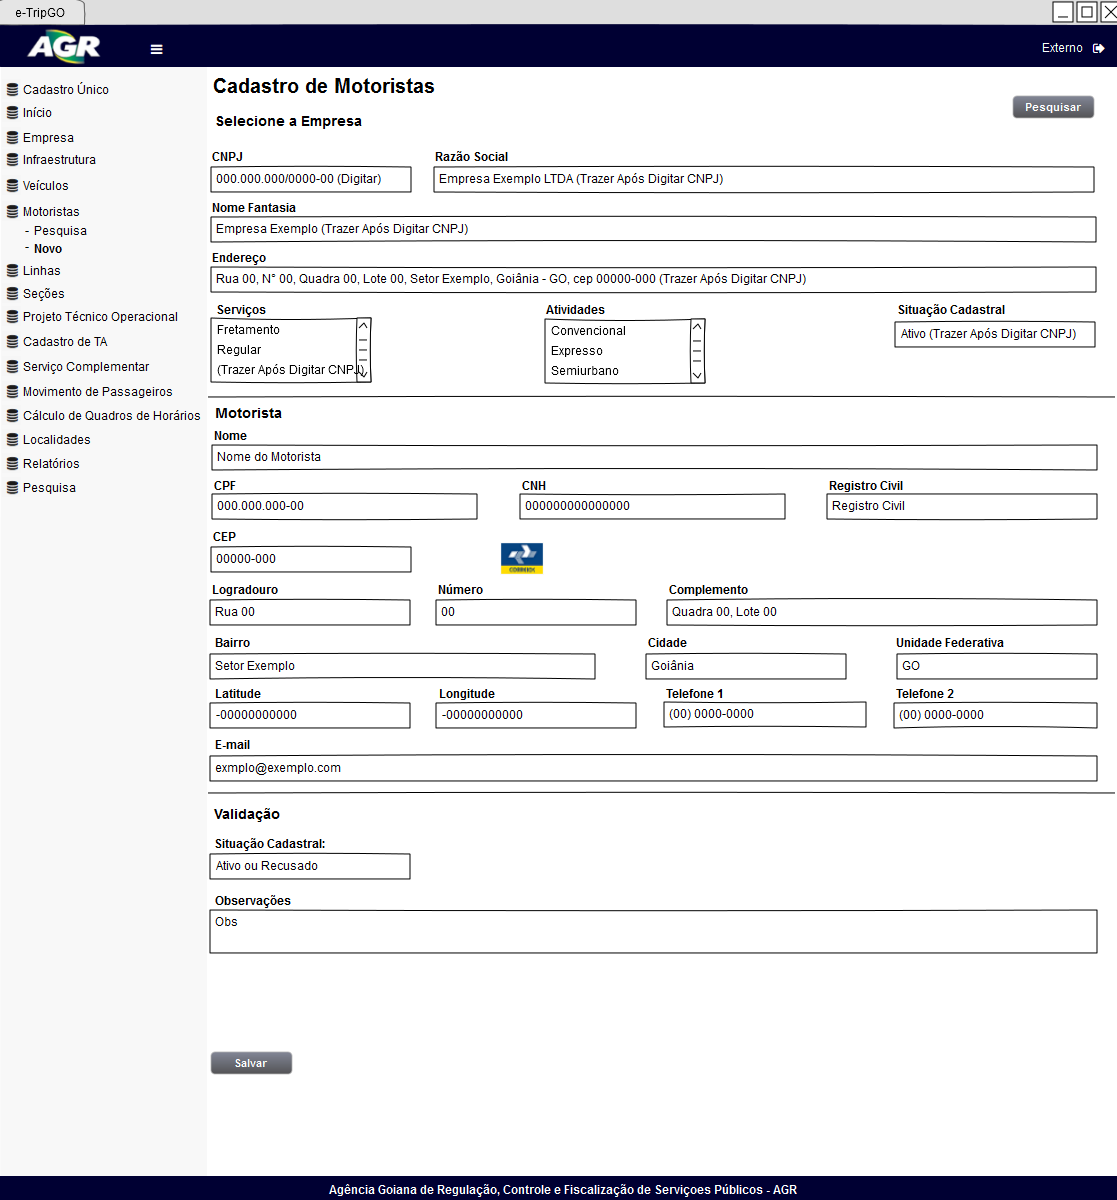 e-TripGO
AGR
Externo
Cadastro Único
Início
Empresa
Infraestrutura
Veículos
Motoristas
- Pesquisa
- Novo
Linhas
Seções
Projeto Técnico Operacional
Cadastro de TA
Serviço Complementar
Movimento de Passageiros
Cálculo de Quadros de Horários
Localidades
Relatórios
Pesquisa
Cadastro de Motoristas
Pesquisar
Selecione a Empresa
CNPJ Razão Social
000.000.000/0000-00 (Digitar) Empresa Exemplo LTDA (Trazer Após Digitar CNPJ)
Nome Fantasia
Empresa Exemplo (Trazer Após Digitar CNPJ)
Endereço
Rua 00, N° 00, Quadra 00, Lote 00, Setor Exemplo, Goiânia - GO, cep 00000-000 (Trazer Após Digitar CNPJ)
Serviços Atividades Situação Cadastral
Fretamento Convencional Ativo (Trazer Após Digitar CNPJ)
Regular Expresso
(Trazer Após Digitar CNPJ) Semiurbano
Motorista
Nome
Nome do Motorista
CPF CNH Registro Civil
000.000.000-00 000000000000000 Registro Civil
CEP
00000-000 CORREIOS
Logradouro Número Complemento
Rua 00 00 Quadra 00, Lote 00
Bairro Cidade Unidade Federativa
Setor Exemplo Goiânia GO
Latitude Longitude Telefone 1 Telefone 2
-00000000000 -00000000000 (00) 0000-0000 (00) 0000-0000
E-mail
exmplo@exemplo.com
Validação
Situação Cadastral:
Ativo ou Recusado
Observações
Obs
Salvar
Agência Goiana de Regulação, Controle e Fiscalização de Serviçoes Públicos - AGR